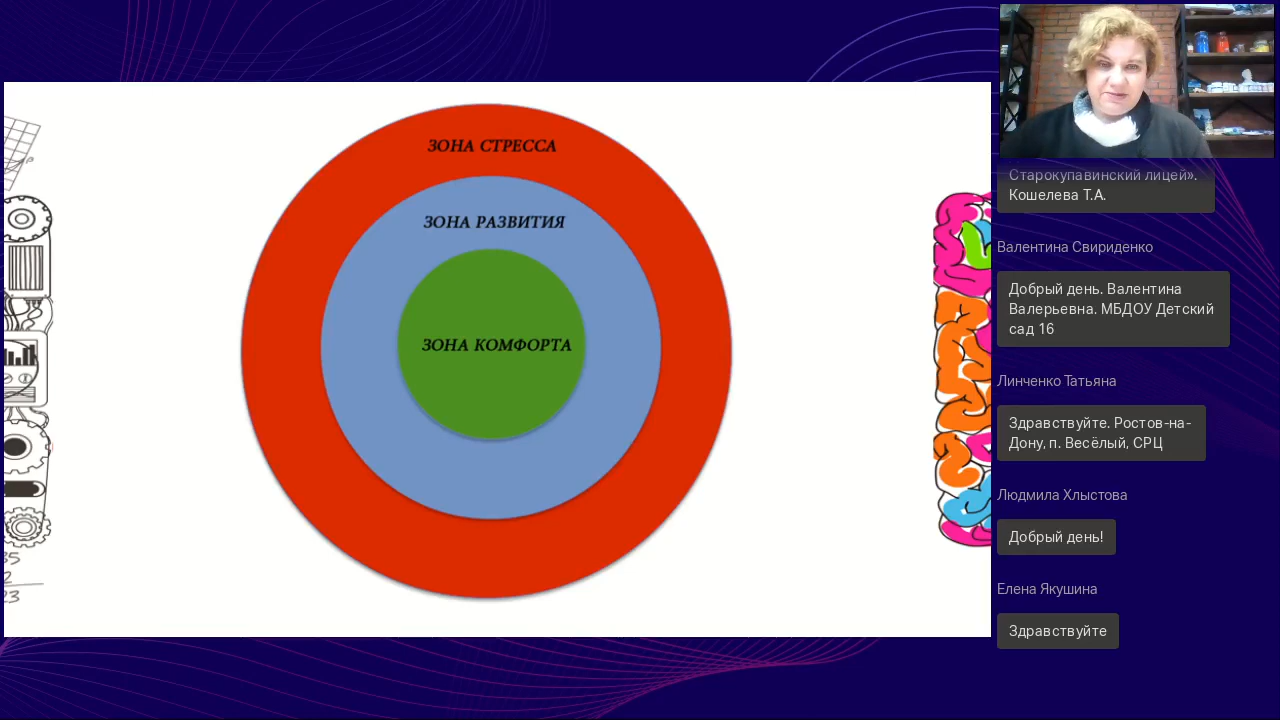 ЗОНА СТРЕССА
ЗОНА РАЗВИТИЯ
ЗОНА КОМФОРТА
Старокупавинский лицей».
Кошелева Т.А.
Валентина Свириденко
Добрый день. Валентина
Валерьевна. МБДОУ Детский
сад 16
Линченко Татьяна
Здравствуйте. Ростов-на-
Дону, п. Весёлый, СРЦ
Людмила Хлыстова
Добрый день!
Елена Якушина
Здравствуйте